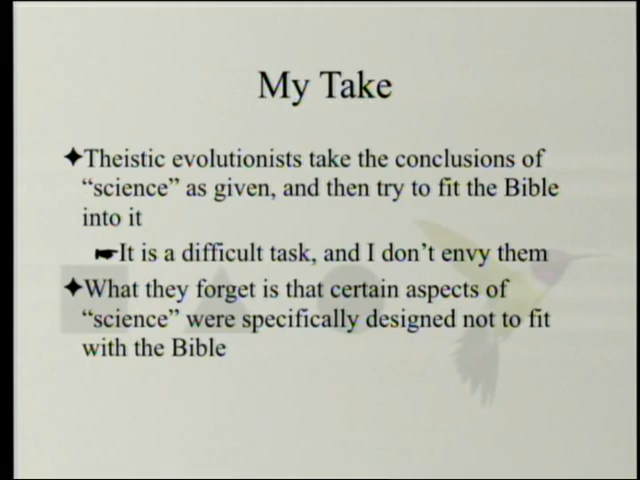 My Take
Theistic evolutionists take the conclusions of
“science” as given, and then try to fit the Bible
into it
It is a difficult task, and I don’t envy them
What they forget is that certain aspects of
“science” were specifically designed not to fit
with the Bible